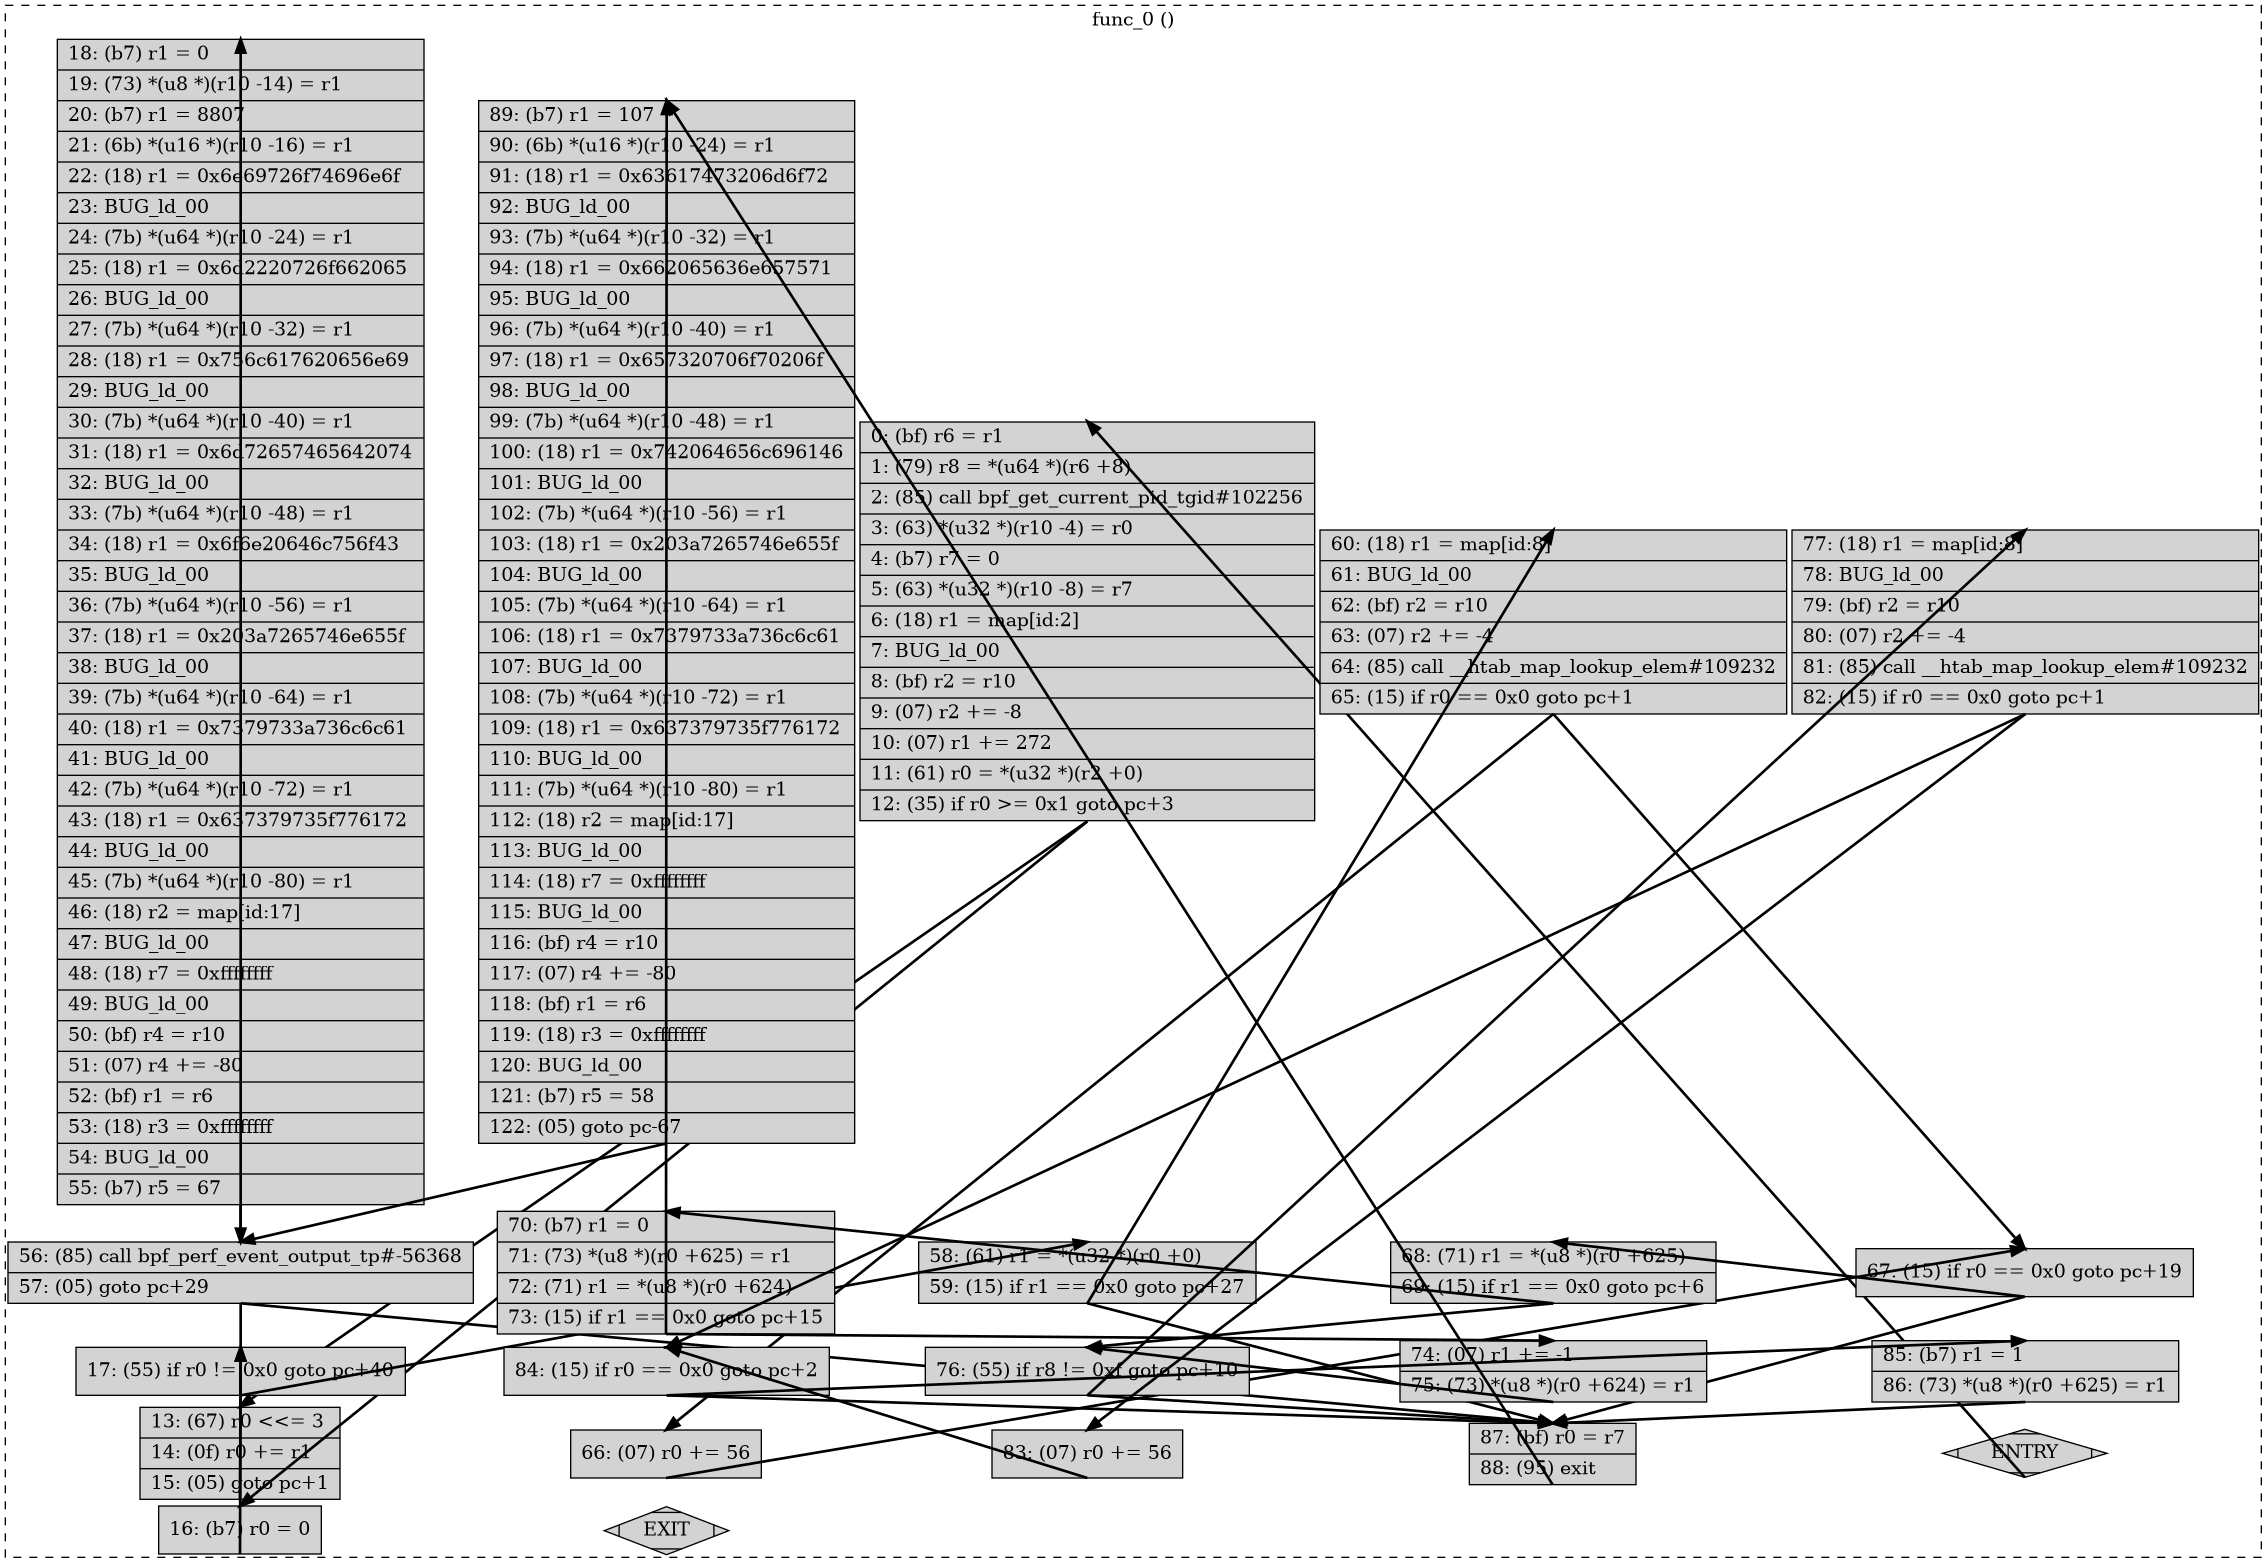 func_0 ()
18: (b7) r1 = 0
19: (73) *(u8 *)(r10 -14) = r1
20: (b7) r1 = 8807
21: (6b) *(u16 *)(r10 -16) = r1
22: (18) r1 = 0x6e69726f74696e6f
23: BUG_ld_00
24: (7b) *(u64 *)(r10 -24) = r1
25: (18) r1 = 0x6d2220726f662065
26: BUG_ld_00
27: (7b) *(u64 *)(r10 -32) = r1
28: (18) r1 = 0x756c617620656e69
29: BUG_ld_00
30: (7b) *(u64 *)(r10 -40) = r1
31: (18) r1 = 0x6d72657465642074
32: BUG_ld_00
33: (7b) *(u64 *)(r10 -48) = r1
34: (18) r1 = 0x6f6e20646c756f43
35: BUG_ld_00
36: (7b) *(u64 *)(r10 -56) = r1
37: (18) r1 = 0x203a7265746e655f
38: BUG_ld_00
39: (7b) *(u64 *)(r10 -64) = r1
40: (18) r1 = 0x7379733a736c6c61
41: BUG_ld_00
42: (7b) *(u64 *)(r10 -72) = r1
43: (18) r1 = 0x637379735f776172
44: BUG_ld_00
45: (7b) *(u64 *)(r10 -80) = r1
46: (18) r2 = map[id:17]
47: BUG_ld_00
48: (18) r7 = 0xffffffff
49: BUG_ld_00
50: (bf) r4 = r10
51: (07) r4 += -80
52: (bf) r1 = r6
53: (18) r3 = 0xffffffff
54: BUG_ld_00
55: (b7) r5 = 67
89: (b7) r1 = 107
90: (6b) *(u16 *)(r10 -24) = r1
91: (18) r1 = 0x63617473206d6f72
92: BUG_ld_00
93: (7b) *(u64 *)(r10 -32) = r1
94: (18) r1 = 0x662065636e657571
95: BUG_ld_00
96: (7b) *(u64 *)(r10 -40) = r1
97: (18) r1 = 0x657320706f70206f
98: BUG_ld_00
99: (7b) *(u64 *)(r10 -48) = r1
100: (18) r1 = 0x742064656c696146
101: BUG_ld_00
102: (7b) *(u64 *)(r10 -56) = r1
103: (18) r1 = 0x203a7265746e655f
104: BUG_ld_00
105: (7b) *(u64 *)(r10 -64) = r1
106: (18) r1 = 0x7379733a736c6c61
107: BUG_ld_00
108: (7b) *(u64 *)(r10 -72) = r1
109: (18) r1 = 0x637379735f776172
110: BUG_ld_00
111: (7b) *(u64 *)(r10 -80) = r1
112: (18) r2 = map[id:17]
113: BUG_ld_00
114: (18) r7 = 0xffffffff
115: BUG_ld_00
116: (bf) r4 = r10
117: (07) r4 += -80
118: (bf) r1 = r6
119: (18) r3 = 0xffffffff
120: BUG_ld_00
121: (b7) r5 = 58
122: (05) goto pc-67
0: (bf) r6 = r1
1: (79) r8 = *(u64 *)(r6 +8)
2: (85) call bpf_get_current_pid_tgid#102256
3: (63) *(u32 *)(r10 -4) = r0
4: (b7) r7 = 0
5: (63) *(u32 *)(r10 -8) = r7
6: (18) r1 = map[id:2]
7: BUG_ld_00
8: (bf) r2 = r10
9: (07) r2 += -8
10: (07) r1 += 272
11: (61) r0 = *(u32 *)(r2 +0)
12: (35) if r0 >= 0x1 goto pc+3
60: (18) r1 = map[id:8]
61: BUG_ld_00
62: (bf) r2 = r10
63: (07) r2 += -4
64: (85) call __htab_map_lookup_elem#109232
65: (15) if r0 == 0x0 goto pc+1
77: (18) r1 = map[id:8]
78: BUG_ld_00
79: (bf) r2 = r10
80: (07) r2 += -4
81: (85) call __htab_map_lookup_elem#109232
82: (15) if r0 == 0x0 goto pc+1
56: (85) call bpf_perf_event_output_tp#-56368
57: (05) goto pc+29
70: (b7) r1 = 0
71: (73) *(u8 *)(r0 +625) = r1
72: (71) r1 = *(u8 *)(r0 +624)
73: (15) if r1 == 0x0 goto pc+15
58: (61) r1 = *(u32 *)(r0 +0)
59: (15) if r1 == 0x0 goto pc+27
68: (71) r1 = *(u8 *)(r0 +625)
69: (15) if r1 == 0x0 goto pc+6
67: (15) if r0 == 0x0 goto pc+19
17: (55) if r0 != 0x0 goto pc+40
84: (15) if r0 == 0x0 goto pc+2
76: (55) if r8 != 0xf goto pc+10
74: (07) r1 += -1
75: (73) *(u8 *)(r0 +624) = r1
85: (b7) r1 = 1
86: (73) *(u8 *)(r0 +625) = r1
13: (67) r0 <<= 3
14: (0f) r0 += r1
15: (05) goto pc+1
66: (07) r0 += 56
83: (07) r0 += 56
87: (bf) r0 = r7
88: (95) exit
ENTRY
16: (b7) r0 = 0
EXIT